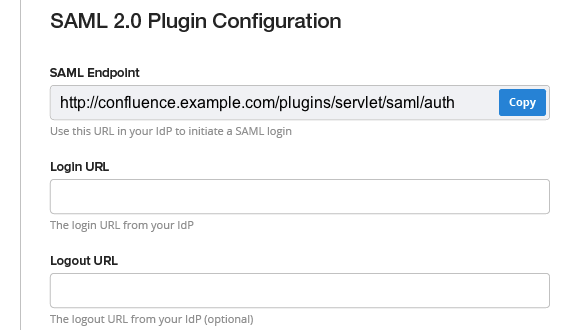 SAML 2.0 Plugin Configuration
SAML Endpoint
http://confluence.example.com/plugins/servlet/saml/auth Copy
Use this URL in your IdP to initiate a SAML login
Login URL
The login URL from your IdP
Logout URL
The logout URL from your IdP (optional)